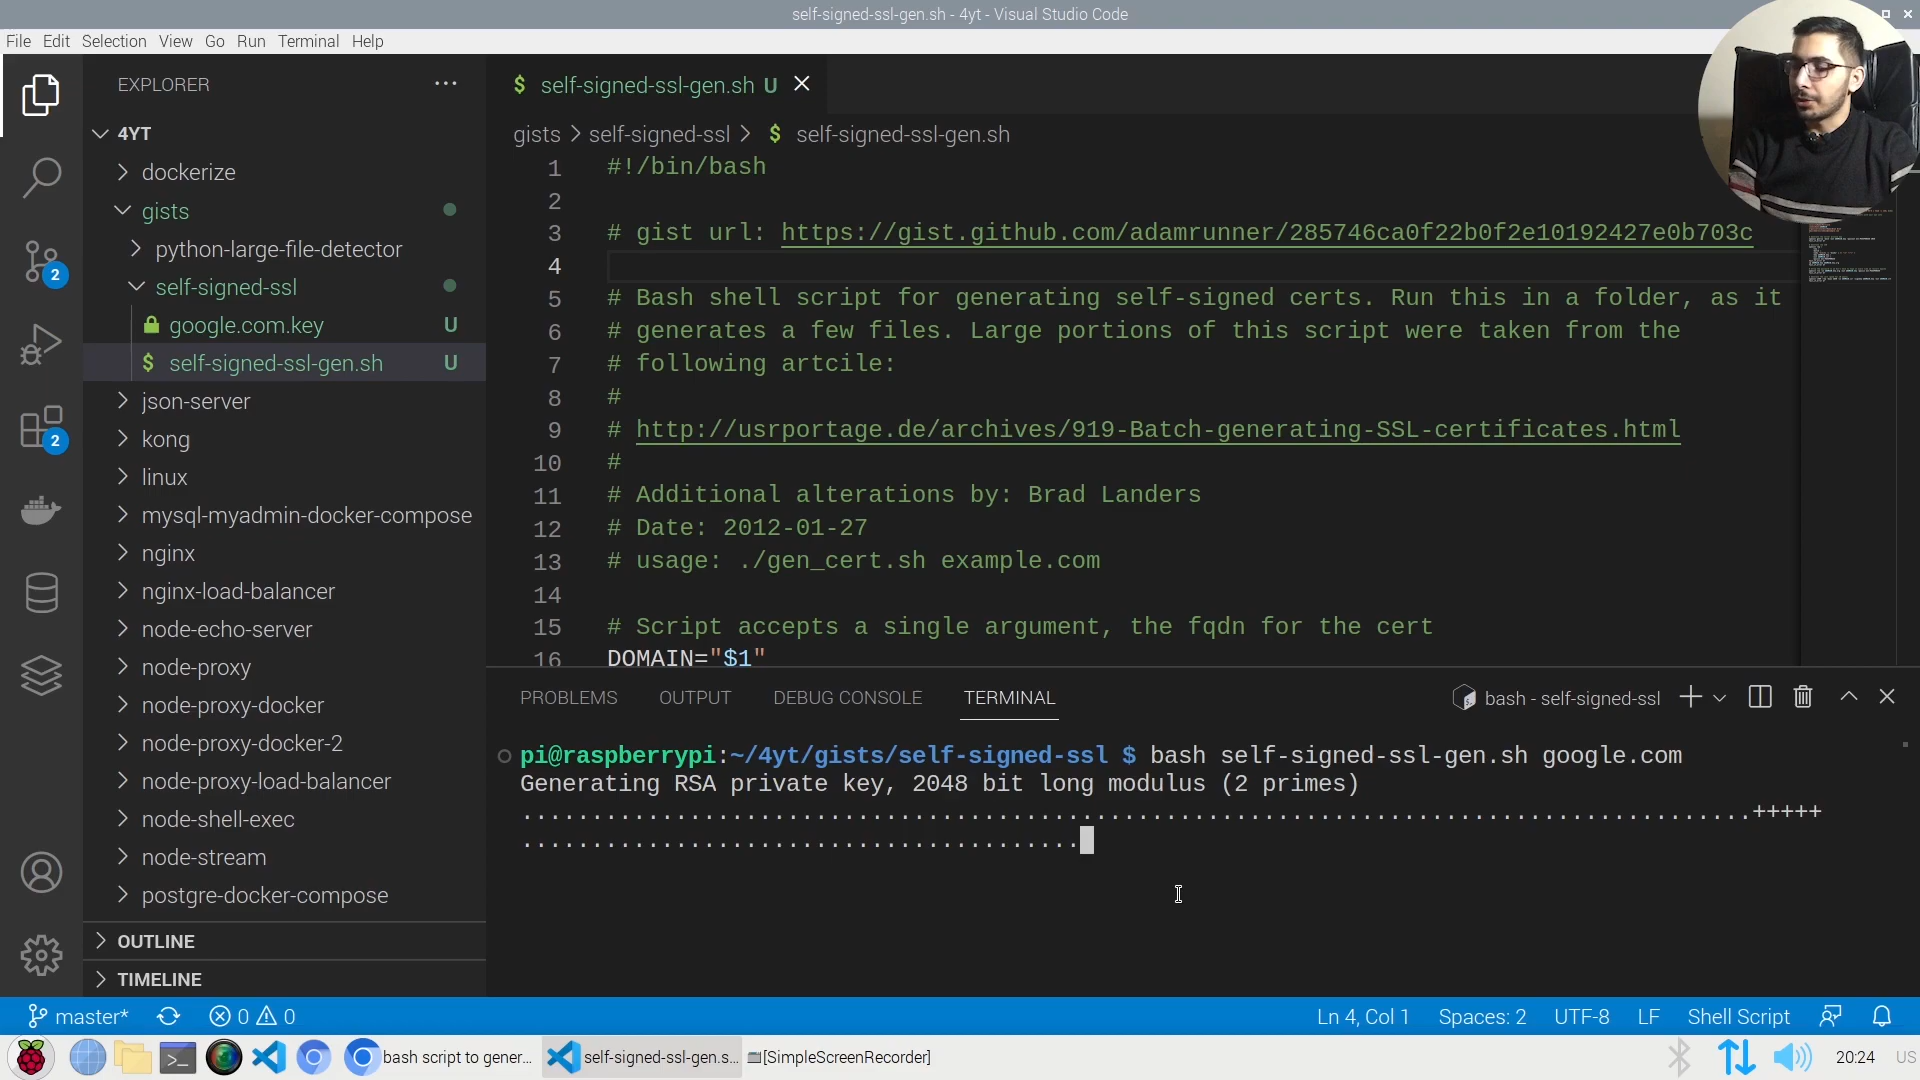 self-signed-ssl-gen.sh - 4yt - Visual Studio Code
File Edit Selection View Go Run Terminal Help
EXPLORER
4YT
dockerize
gists
python-large-file-detector
self-signed-ssl
google.com.key U
self-signed-ssl-gen.sh U
json-server
kong
linux
mysql-myadmin-docker-compose
nginx
nginx-load-balancer
node-echo-server
node-proxy
node-proxy-docker
node-proxy-docker-2
node-proxy-load-balancer
node-shell-exec
node-stream
postgre-docker-compose
OUTLINE
TIMELINE
2
2
$ self-signed-ssl-gen.sh U
gists > self-signed-ssl > $ self-signed-ssl-gen.sh
1 #!/bin/bash
2
3 # gist url: https://gist.github.com/adamrunner/285746ca0f22b0f2e10192427e0b703c
4
5 # Bash shell script for generating self-signed certs. Run this in a folder, as it
6 # generates a few files. Large portions of this script were taken from the
7 # following artcile:
8 #
9 # http://usrportage.de/archives/919-Batch-generating-SSL-certificates.html
10 #
11 # Additional alterations by: Brad Landers
12 # Date: 2012-01-27
13 # usage: ./gen_cert.sh example.com
14
15 # Script accepts a single argument, the fqdn for the cert
16 DOMAIN="$1"
PROBLEMS OUTPUT DEBUG CONSOLE TERMINAL
bash - self-signed-ssl
pi@raspberrypi:~/4yt/gists/self-signed-ssl $ bash self-signed-ssl-gen.sh google.com
Generating RSA private key, 2048 bit long modulus (2 primes)
........................................................................................+++++
........................................
master* 0 0
Ln 4, Col 1 Spaces: 2 UTF-8 LF Shell Script
bash script to gener... self-signed-ssl-gen.s... [SimpleScreenRecorder]
20:24 US